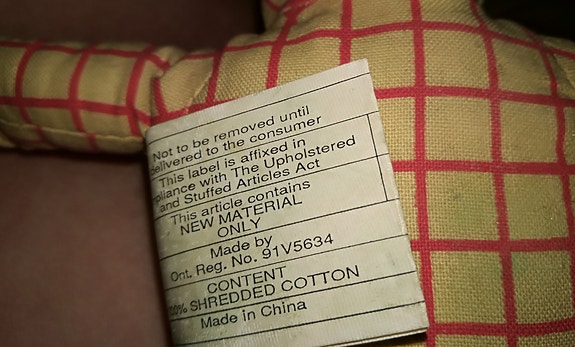 Not to be removed until
delivered to the consumer
This label is affixed in
pliance with The Upholstered
and Stuffed Articles Act
This article contains
NEW MATERIAL
ONLY
Made by
Ont. Reg. No. 91V5634
CONTENT
100% SHREDDED COTTON
Made in China